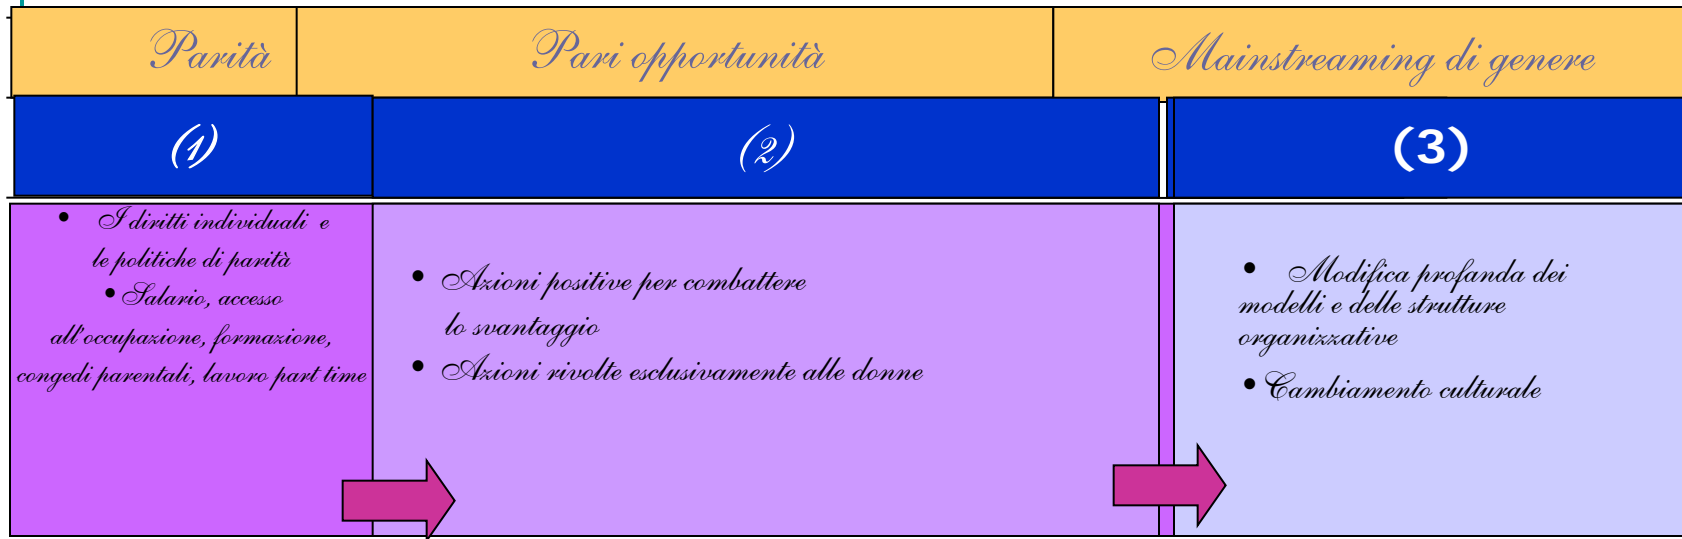 Parità
Pari opportunità
Mainstreaming di genere
(1)
(2)
(3)
• I diritti individuali e
le politiche di parità
• Salario, accesso
all'occupazione, formazione,
congedi parentali, lavoro part time
• Azioni positive per combattere
lo svantaggio
• Azioni rivolte esclusivamente alle donne
• Modifica profanda dei
modelli e delle strutture
organizzative
• Cambiamento culturale